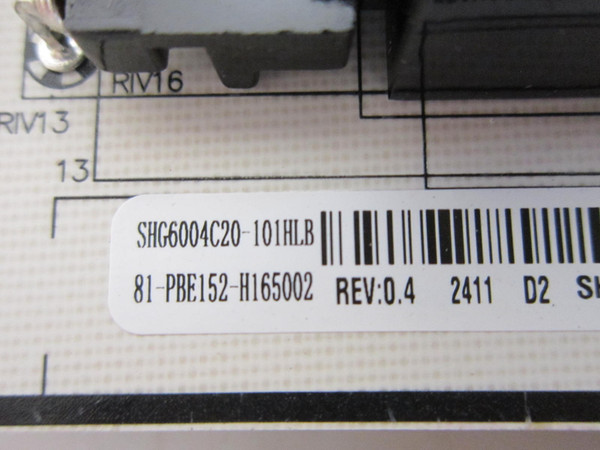 RIV16
RIV13
13
SHG6004C20-101HLB
81-PBE152-H165002 REV:0.4 2411 D2